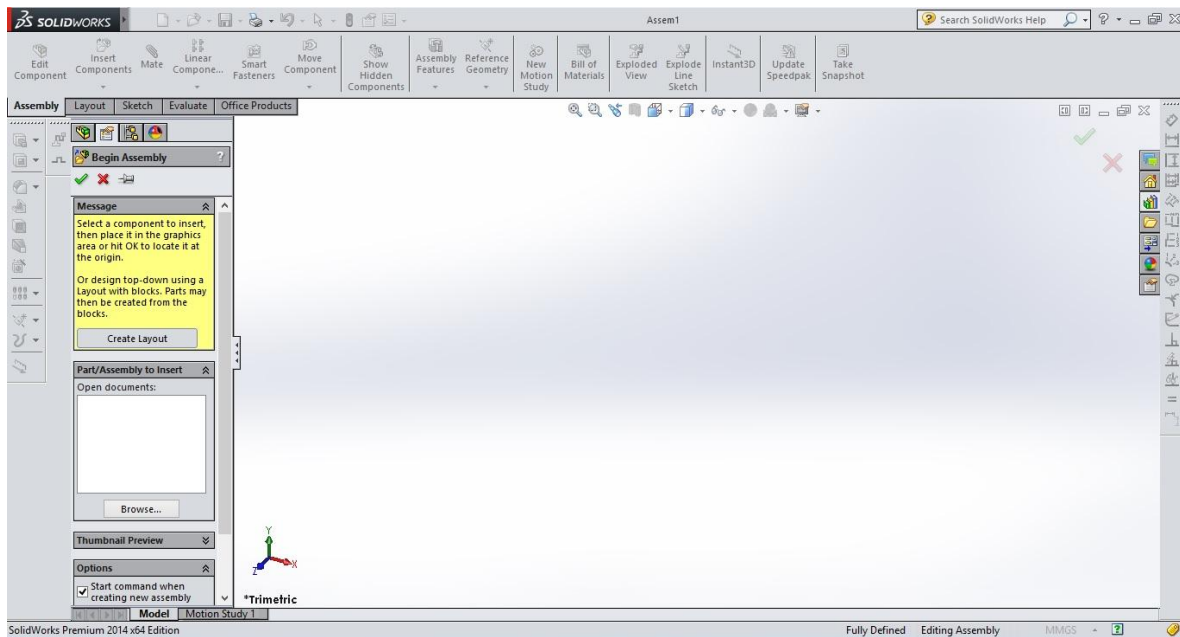 SOLIDWORKS
Assem1
Search SolidWorks Help
Edit Component
Insert Components
Mate
Linear Compone...
Smart Fasteners
Move Component
Show Hidden Components
Assembly Features
Reference Geometry
New Motion Study
Bill of Materials
Exploded View
Explode Line Sketch
Instant3D
Update Speedpak
Take Snapshot
Assembly Layout Sketch Evaluate Office Products
Begin Assembly ?
Message
Select a component to insert,
then place it in the graphics
area or hit OK to locate it at
the origin.
Or design top-down using a
Layout with blocks. Parts may
then be created from the
blocks.
Create Layout
Part/Assembly to Insert
Open documents:
Browse...
Thumbnail Preview
Options
Start command when
creating new assembly
Y
X
Z
*Trimetric
Model Motion Study 1
SolidWorks Premium 2014 x64 Edition
Fully Defined Editing Assembly MMGS ?